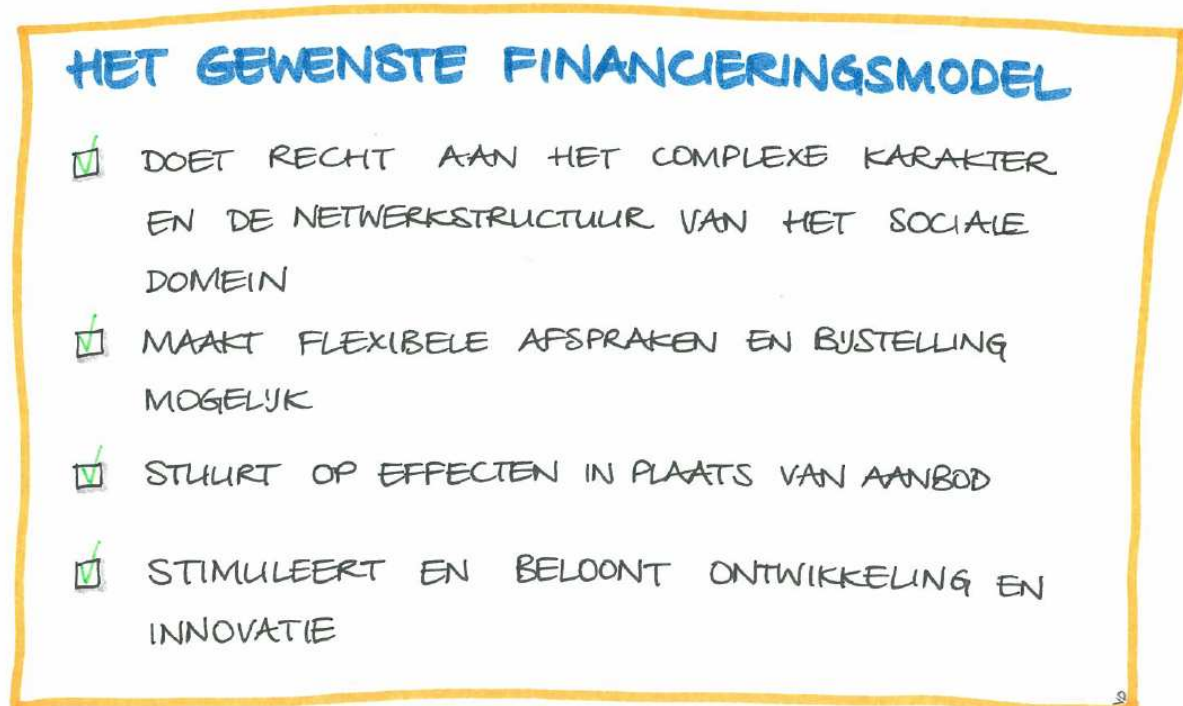 HET GEWENSTE FINANCIERINGSMODEL
DOET RECHT AAN HET COMPLEXE KARAKTER
EN DE NETWERKSTRUCTUUR VAN HET SOCIALE
DOMEIN
MAAKT FLEXIBELE AFSPRAKEN EN BIJSTELLING
MOGELIJK
STUURT OP EFFECTEN IN PLAATS VAN AANBOD
STIMULEERT EN BELOONT ONTWIKKELING EN
INNOVATIE